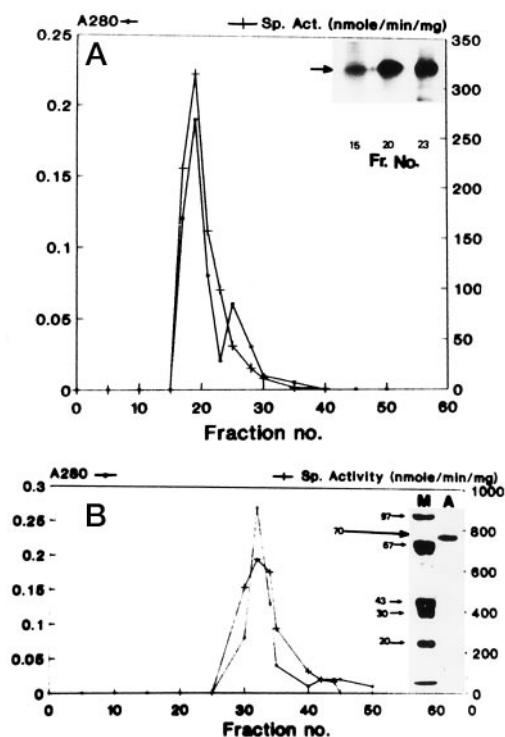 A280 Sp. Act. (nmole/min/mg)
0.25 350
A
0.2 300
250
0.15 200
0.1 150
100
0.05 50
0 0
15 20 23
Fr. No.
0 10 20 30 40 50 60
Fraction no.
A280 Sp. Activity (nmole/min/mg)
0.3 1000
B M A
0.25 97
70 800
67
0.2 600
0.15
43 400
0.1 30
20 200
0.05
0 0
0 10 20 30 40 50 60
Fraction no.